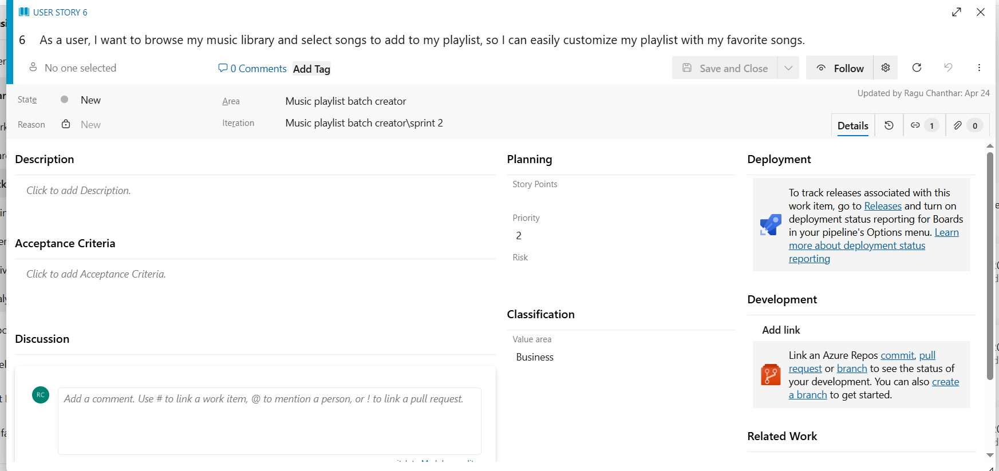 USER STORY 6
6 As a user, I want to browse my music library and select songs to add to my playlist, so I can easily customize my playlist with my favorite songs.
No one selected
0 Comments
Add Tag
Save and Close
Follow
State
New
Area
Music playlist batch creator
Updated by Ragu Chanthar: Apr 24
Reason
New
Iteration
Music playlist batch creator\sprint 2
Details
1
0
Description
Click to add Description.
Acceptance Criteria
Click to add Acceptance Criteria.
Discussion
RC
Add a comment. Use # to link a work item, @ to mention a person, or ! to link a pull request.
Planning
Story Points
Priority
2
Risk
Classification
Value area
Business
Deployment
To track releases associated with this
work item, go to Releases and turn on
deployment status reporting for Boards
in your pipeline's Options menu. Learn
more about deployment status
reporting
Development
Add link
Link an Azure Repos commit, pull
request or branch to see the status of
your development. You can also create
a branch to get started.
Related Work